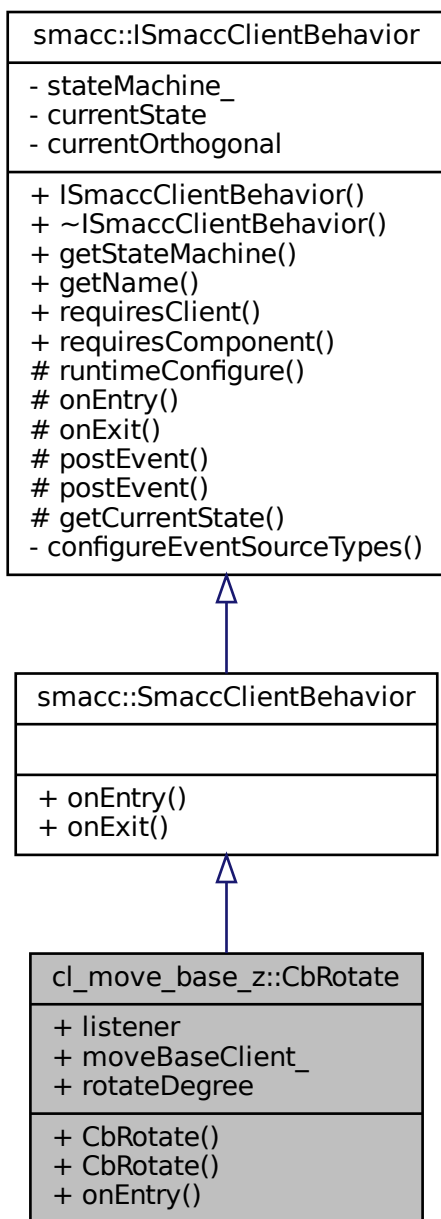 smacc::ISmaccClientBehavior
- stateMachine_
- currentState
- currentOrthogonal
+ ISmaccClientBehavior()
+ ~ISmaccClientBehavior()
+ getStateMachine()
+ getName()
+ requiresClient()
+ requiresComponent()
# runtimeConfigure()
# onEntry()
# onExit()
# postEvent()
# postEvent()
# getCurrentState()
- configureEventSourceTypes()
smacc::SmaccClientBehavior
+ onEntry()
+ onExit()
cl_move_base_z::CbRotate
+ listener
+ moveBaseClient_
+ rotateDegree
+ CbRotate()
+ CbRotate()
+ onEntry()